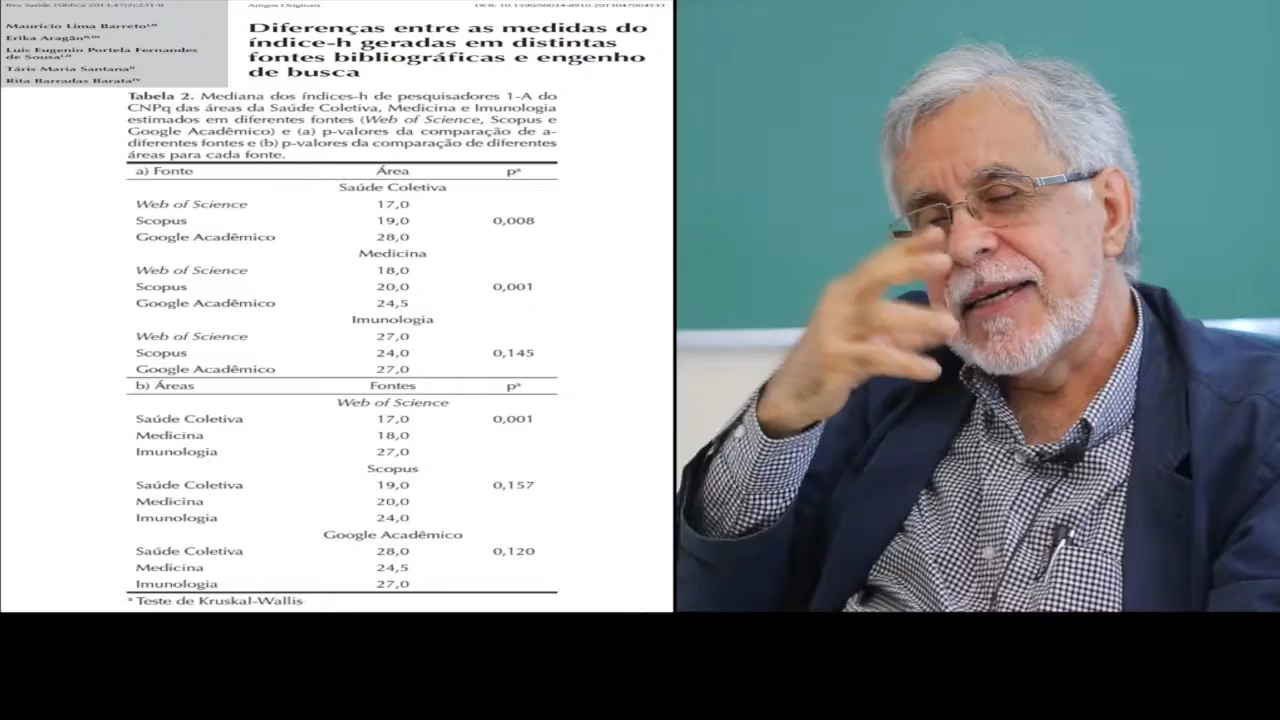 Rev Saúde Pública 2013;47(2):231-8
Artigos Originais
DOI: 10.1590/S0034-8910.2013047004533
Mauricio Lima Barreto
Erika Aragão
Luis Eugenio Portela Fernandes
de Sousa
Táris Maria Santana
Rita Barradas Barata
Diferenças entre as medidas do
índice-h geradas em distintas
fontes bibliográficas e engenho
de busca
Tabela 2. Mediana dos índices-h de pesquisadores 1-A do
CNPq das áreas da Saúde Coletiva, Medicina e Imunologia
estimados em diferentes fontes (Web of Science, Scopus e
Google Acadêmico) e (a) p-valores da comparação de a-
diferentes fontes e (b) p-valores da comparação de diferentes
áreas para cada fonte.
a) Fonte Área pª
Saúde Coletiva
Web of Science 17,0
Scopus 19,0 0,008
Google Acadêmico 28,0
Medicina
Web of Science 18,0
Scopus 20,0 0,001
Google Acadêmico 24,5
Imunologia
Web of Science 27,0
Scopus 24,0 0,145
Google Acadêmico 27,0
b) Áreas Fontes pª
Web of Science
Saúde Coletiva 17,0 0,001
Medicina 18,0
Imunologia 27,0
Scopus
Saúde Coletiva 19,0 0,157
Medicina 20,0
Imunologia 24,0
Google Acadêmico
Saúde Coletiva 28,0 0,120
Medicina 24,5
Imunologia 27,0
ª Teste de Kruskal-Wallis